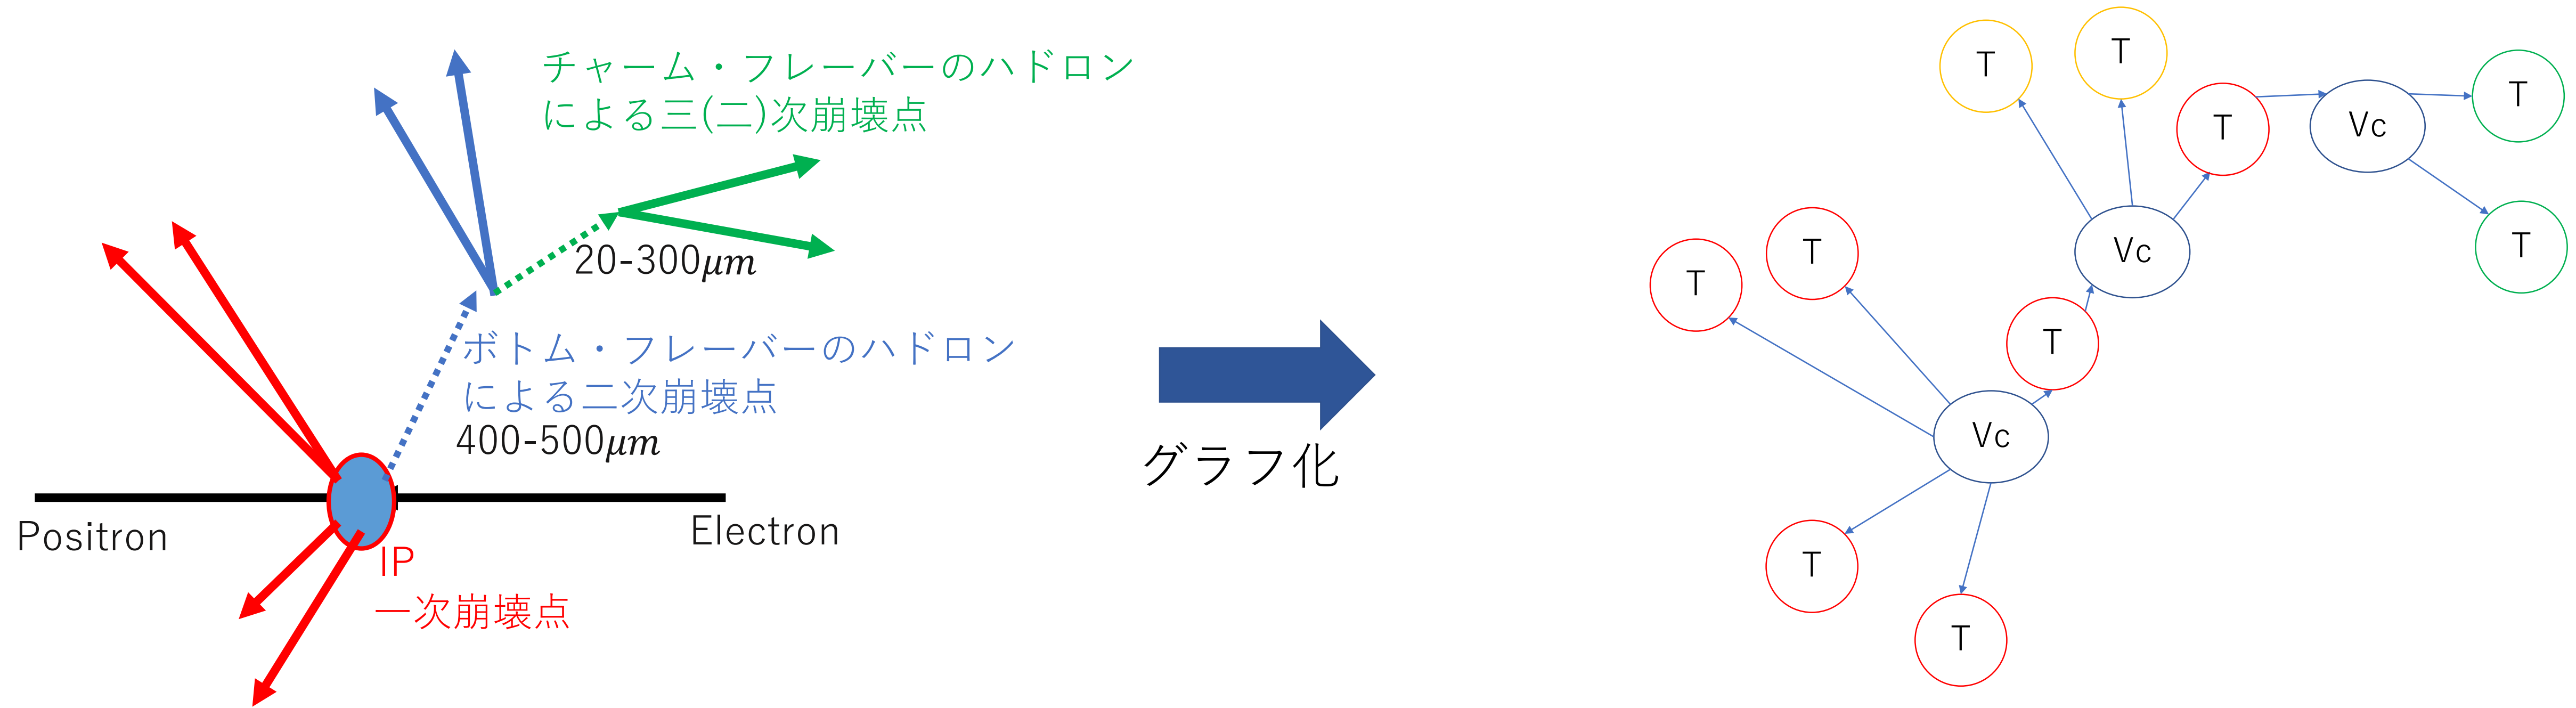 チャーム・フレーバーのハドロン
による三(二)次崩壊点
20-300μm
ボトム・フレーバーのハドロン
による二次崩壊点
400-500μm
Positron
Electron
IP
一次崩壊点
グラフ化
T
T
T
Vc
T
T
T
T
Vc
T
T
Vc
T
T